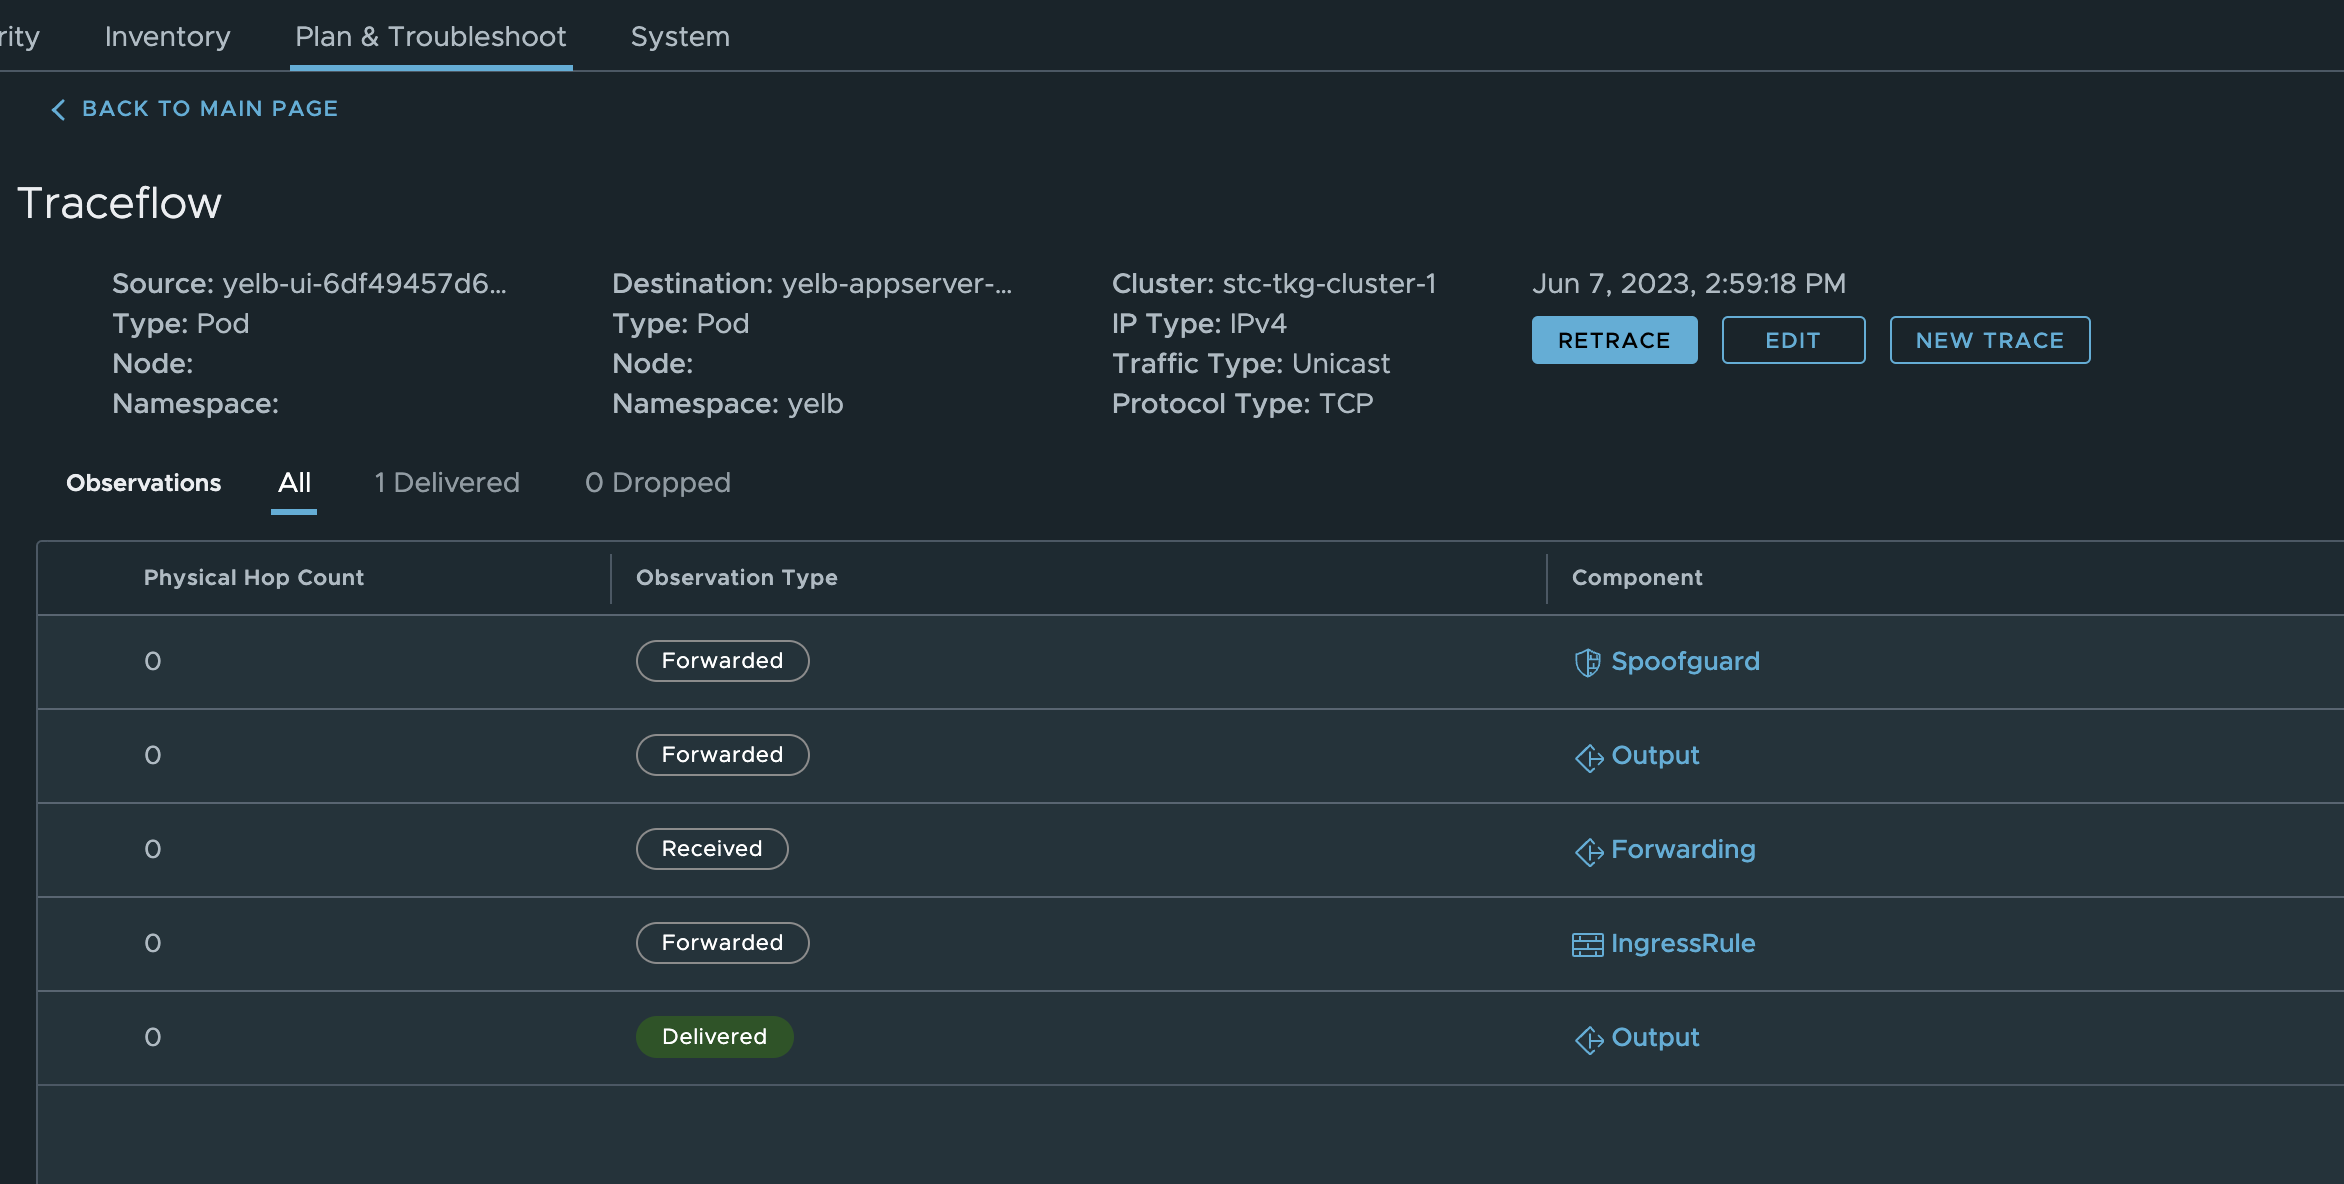 rity Inventory Plan & Troubleshoot System
BACK TO MAIN PAGE
Traceflow
Source: yelb-ui-6df49457d6... Destination: yelb-appserver-... Cluster: stc-tkg-cluster-1 Jun 7, 2023, 2:59:18 PM
Type: Pod Type: Pod IP Type: IPv4 RETRACE EDIT NEW TRACE
Node: Node: Traffic Type: Unicast
Namespace: Namespace: yelb Protocol Type: TCP
Observations All 1 Delivered 0 Dropped
Physical Hop Count Observation Type Component
0 Forwarded Spoofguard
0 Forwarded Output
0 Received Forwarding
0 Forwarded IngressRule
0 Delivered Output